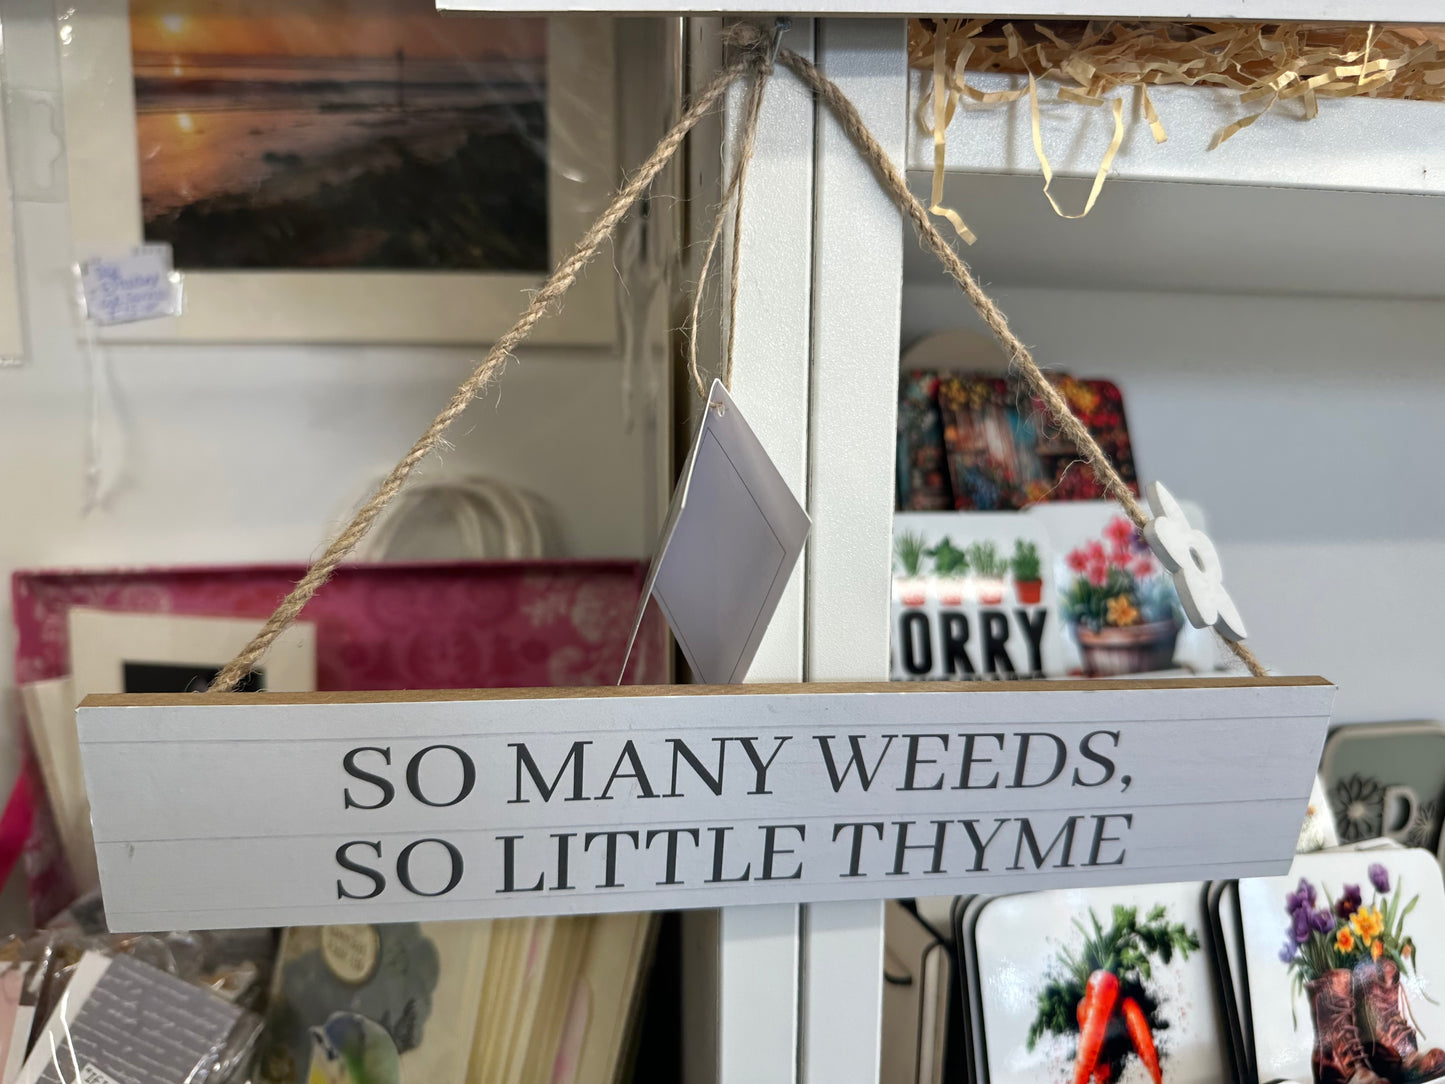 ORRY
SO MANY WEEDS,
SO LITTLE THYME